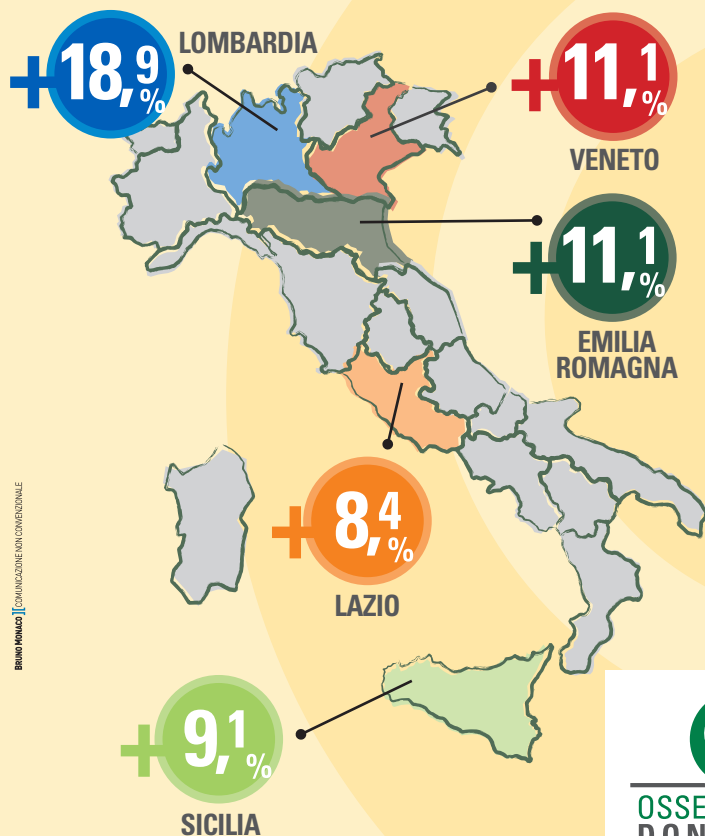 LOMBARDIA
+18,9%
+11,1%
VENETO
+11,1%
EMILIA
ROMAGNA
+8,4%
LAZIO
BRUNO MONACO ][ COMUNICAZIONE NON CONVENZIONALE
+9,1%
SICILIA